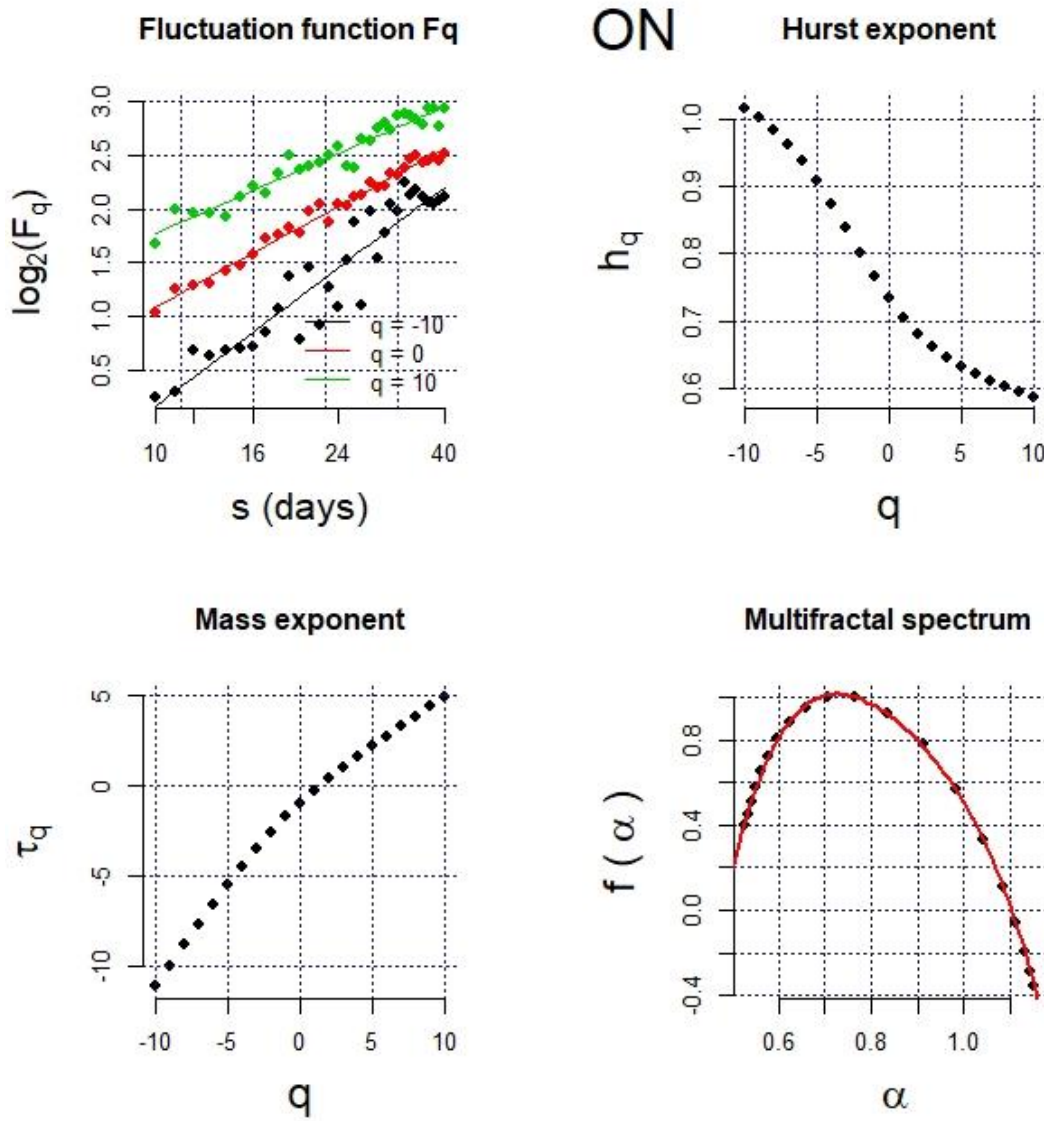 Fluctuation function Fq
ON
Hurst exponent
log₂(F_q)
3.0
2.5
2.0
1.5
1.0
0.5
q = -10
q = 0
q = 10
10 16 24 40
s (days)
h_q
1.0
0.9
0.8
0.7
0.6
-10 -5 0 5 10
q
Mass exponent
Multifractal spectrum
τ_q
5
0
-5
-10
-10 -5 0 5 10
q
f ( α )
0.8
0.4
0.0
-0.4
0.6 0.8 1.0
α